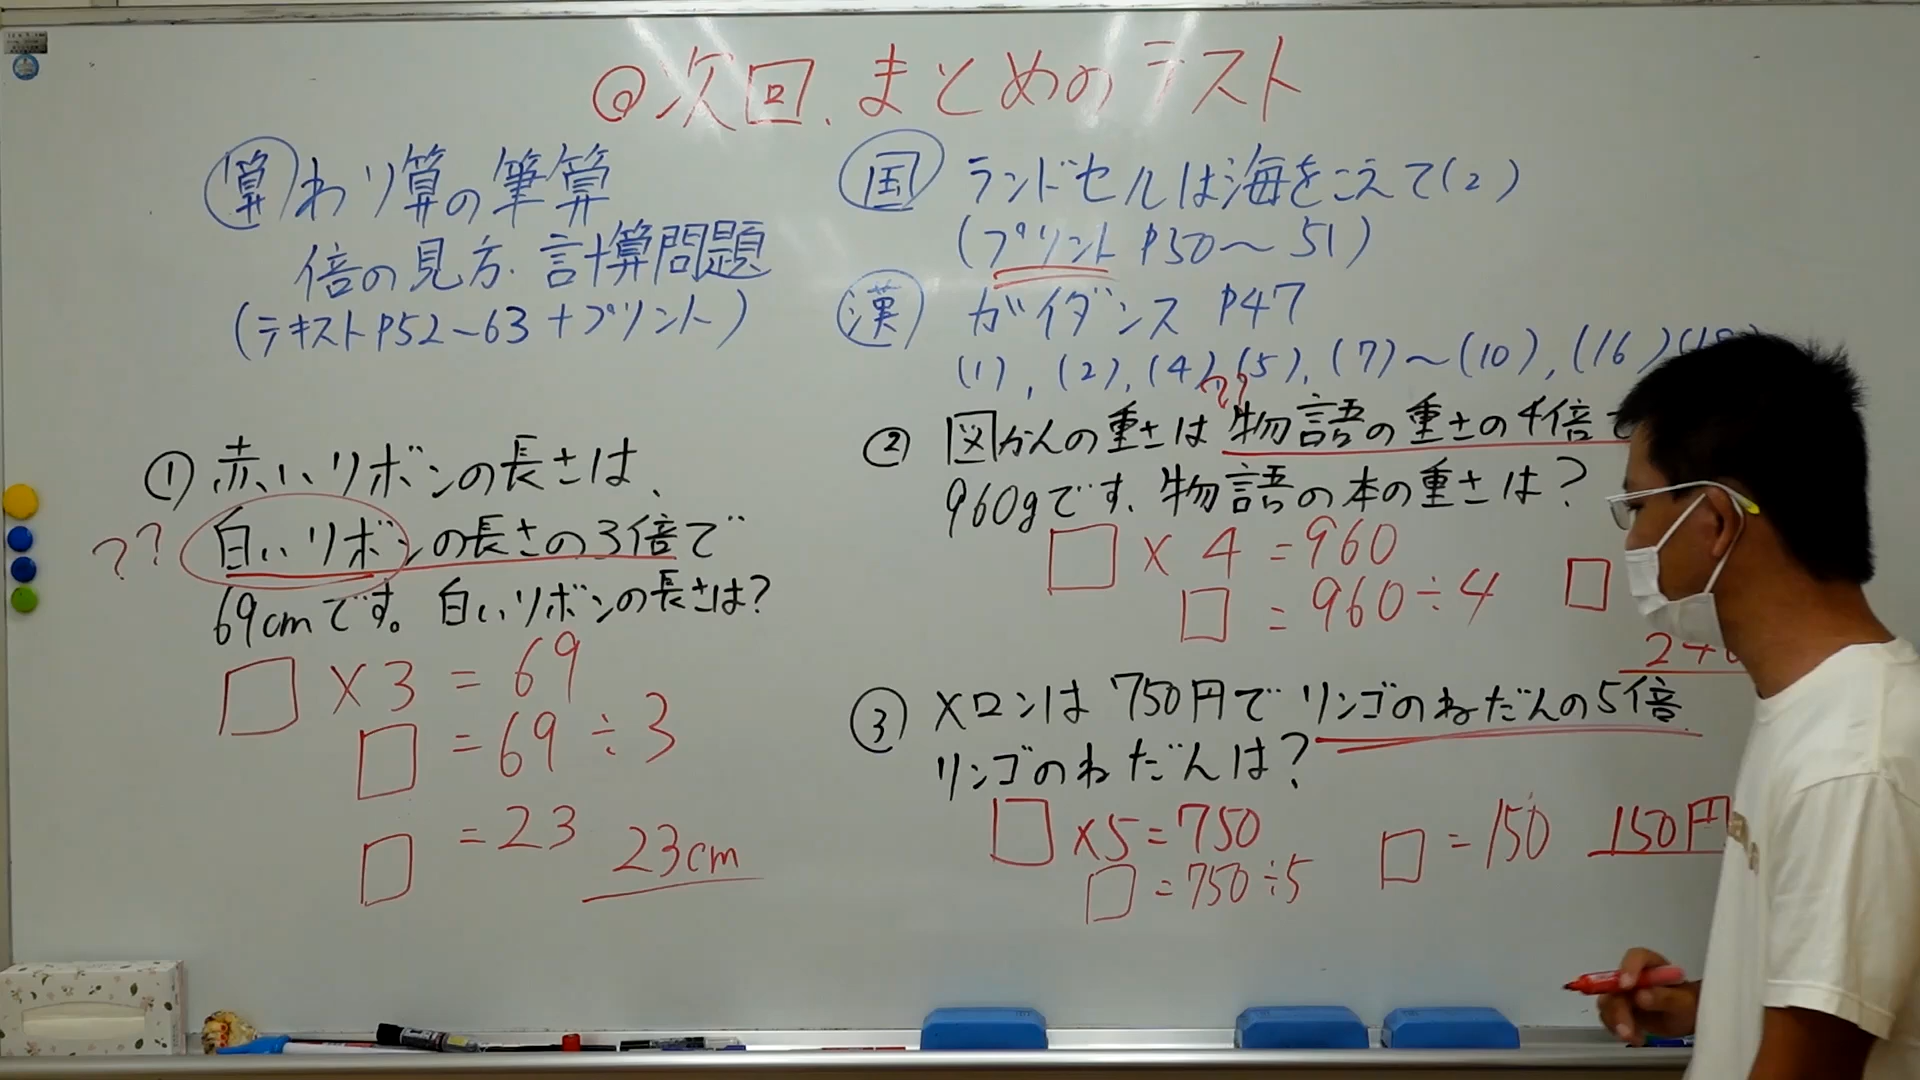 ◎次回、まとめのテスト
算 わり算の筆算
倍の見方、計算問題
(テキストP52~63+プリント)
国 ランドセルは海をこえて(2)
(プリント P50~51)
漢 ガイダンス P47
(1), (2), (4), (5), (7)~(10), (16)
① 赤いリボンの長さは、
?? 白いリボンの長さの3倍で
69cmです。白いリボンの長さは?
□×3=69
□=69÷3
□=23 23cm
??
② 図かんの重さは物語の重さの4倍で
960gです。物語の本の重さは?
□×4=960
□=960÷4 □
③ メロンは750円でリンゴのねだんの5倍
リンゴのねだんは?
□×5=750
□=750÷5 □=150 150円